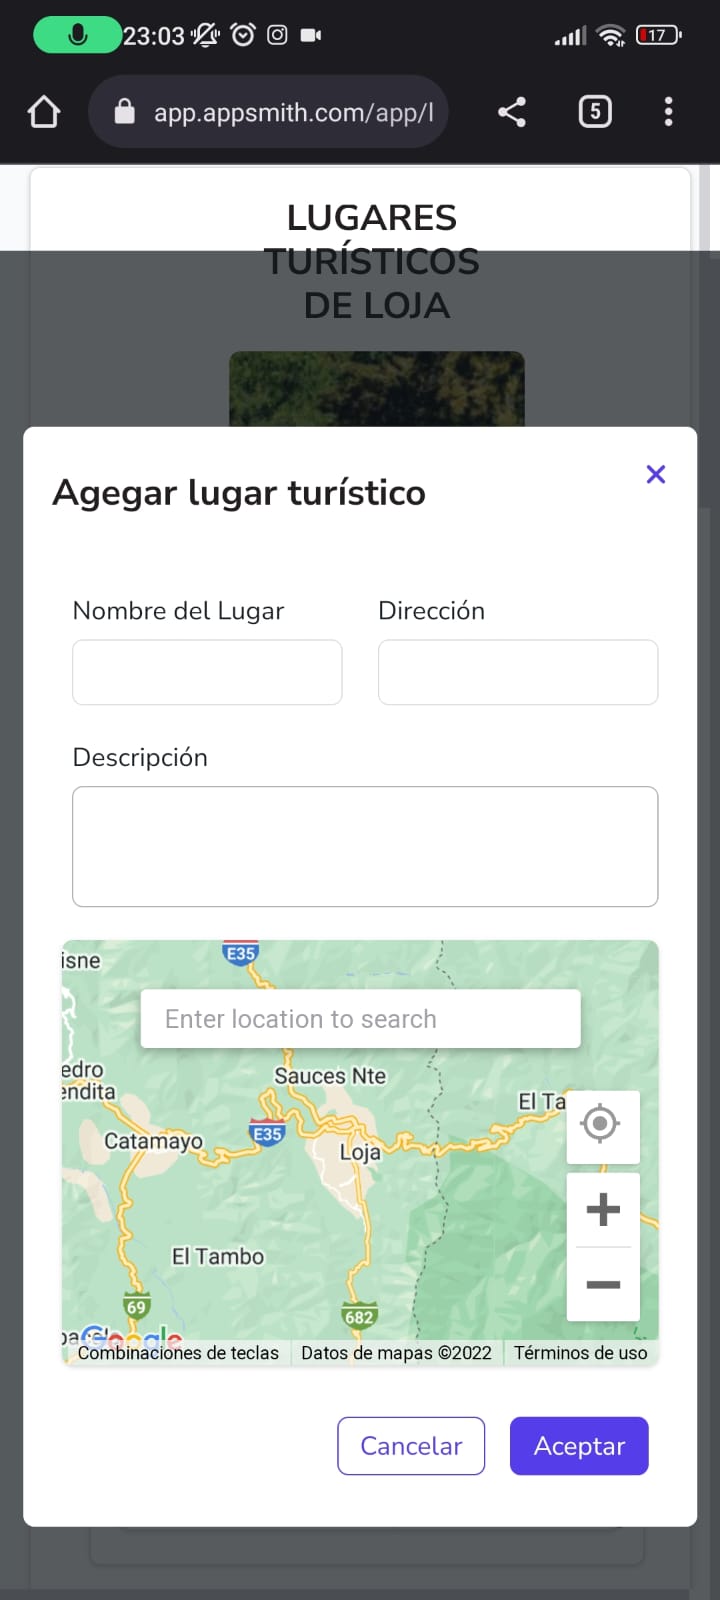 23:03
17
app.appsmith.com/app/l
5
LUGARES
TURÍSTICOS
DE LOJA
Agegar lugar turístico
Nombre del Lugar
Dirección
Descripción
isne
E35
Enter location to search
edro
endita
Sauces Nte
El Ta
Catamayo
E35
Loja
El Tambo
69
682
Google
Combinaciones de teclas
Datos de mapas ©2022
Términos de uso
Cancelar
Aceptar